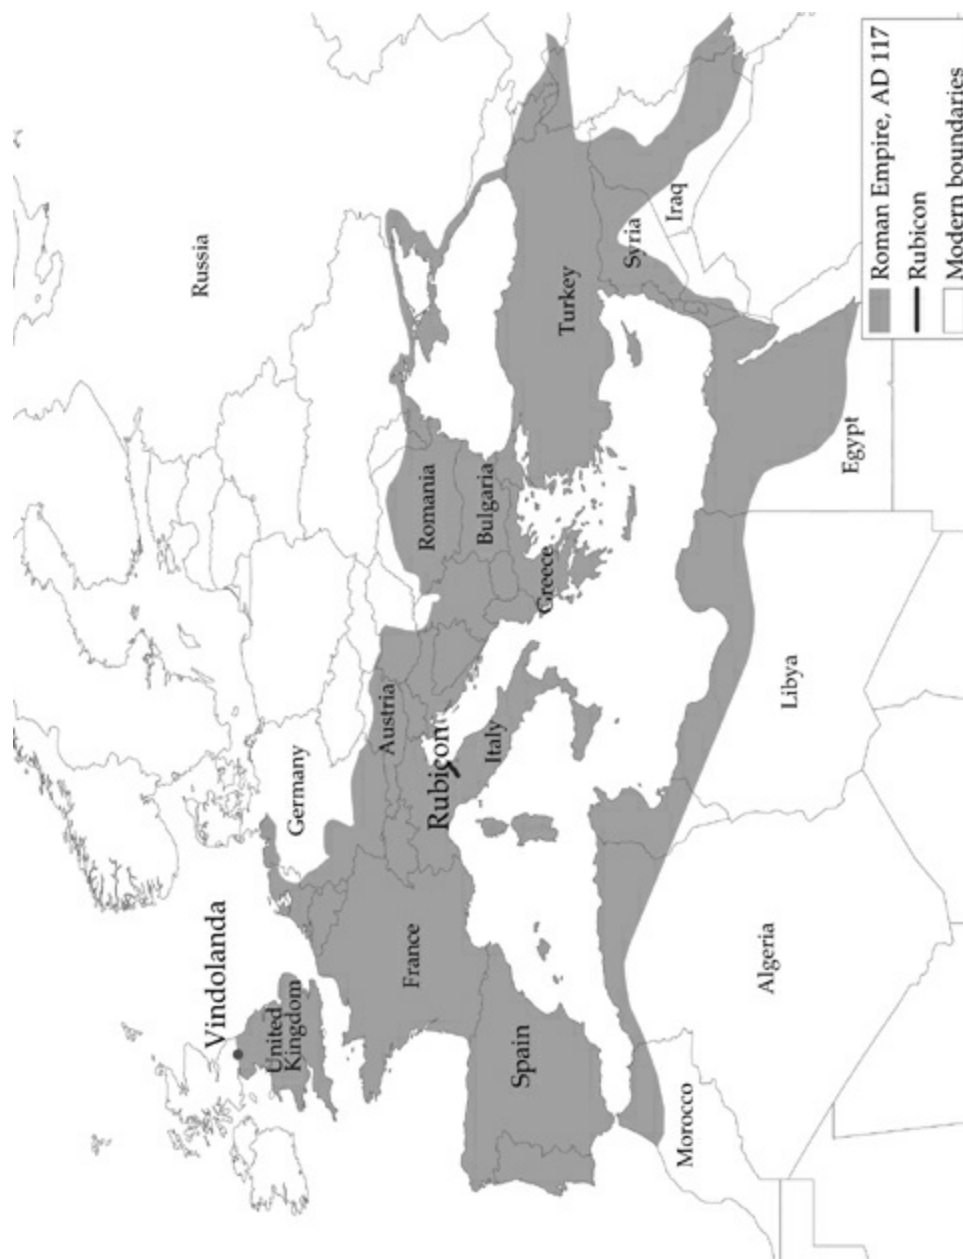 Russia
Vindolanda
United
Kingdom
Germany
Austria
France
Rubicon
Romania
Bulgaria
Italy
Greece
Spain
Turkey
Syria
Iraq
Morocco
Algeria
Libya
Egypt
Roman Empire, AD 117
Rubicon
Modern boundaries